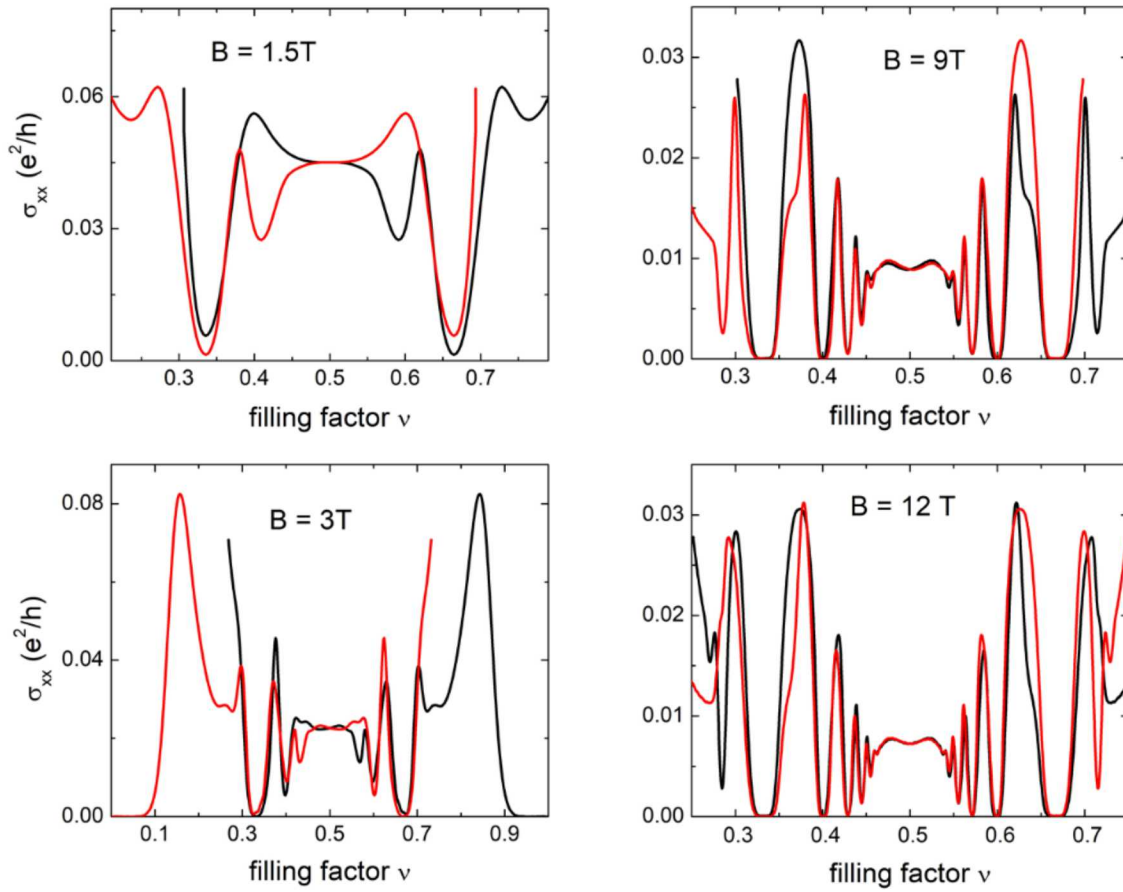 B = 1.5T
0.06
0.03
0.00
σxx (e²/h)
0.3 0.4 0.5 0.6 0.7
filling factor ν
B = 9T
0.03
0.02
0.01
0.00
0.3 0.4 0.5 0.6 0.7
filling factor ν
B = 3T
0.08
0.04
0.00
σxx (e²/h)
0.1 0.3 0.5 0.7 0.9
filling factor ν
B = 12 T
0.03
0.02
0.01
0.00
0.3 0.4 0.5 0.6 0.7
filling factor ν